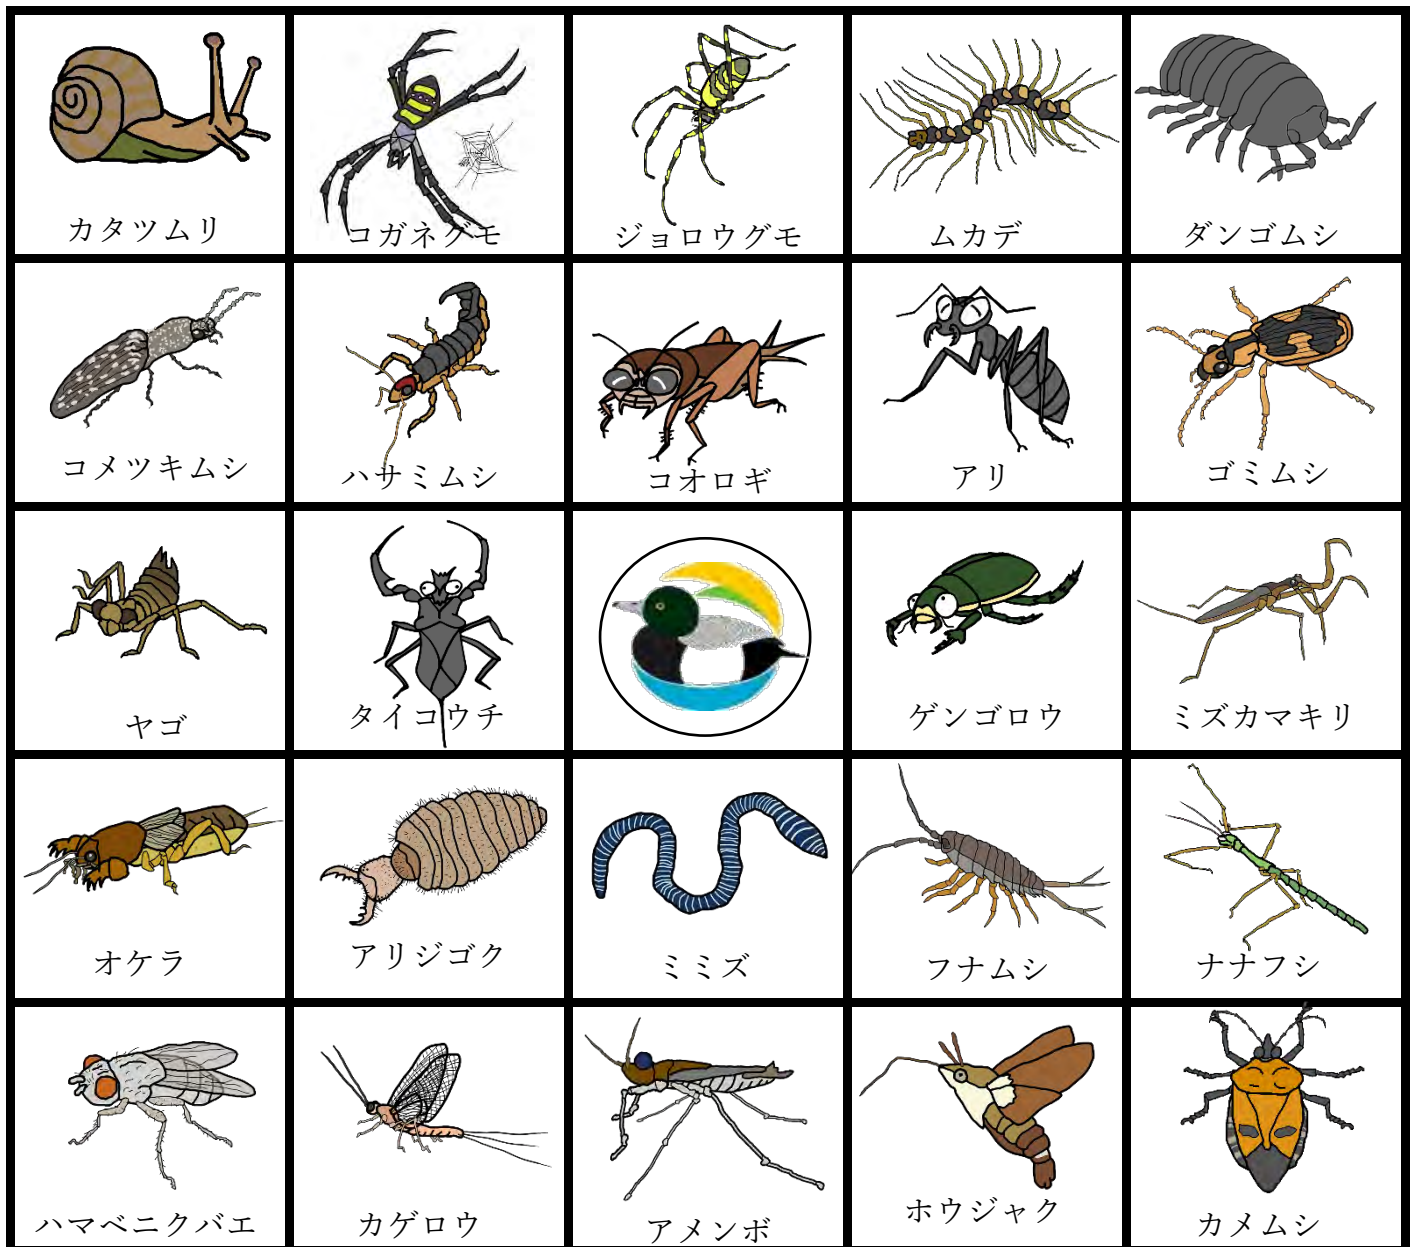 カタツムリ
コガネグモ
ジョロウグモ
ムカデ
ダンゴムシ
コメツキムシ
ハサミムシ
コオロギ
アリ
ゴミムシ
ヤゴ
タイコウチ
ゲンゴロウ
ミズカマキリ
オケラ
アリジゴク
ミミズ
フナムシ
ナナフシ
ハマベニクバエ
カゲロウ
アメンボ
ホウジャク
カメムシ